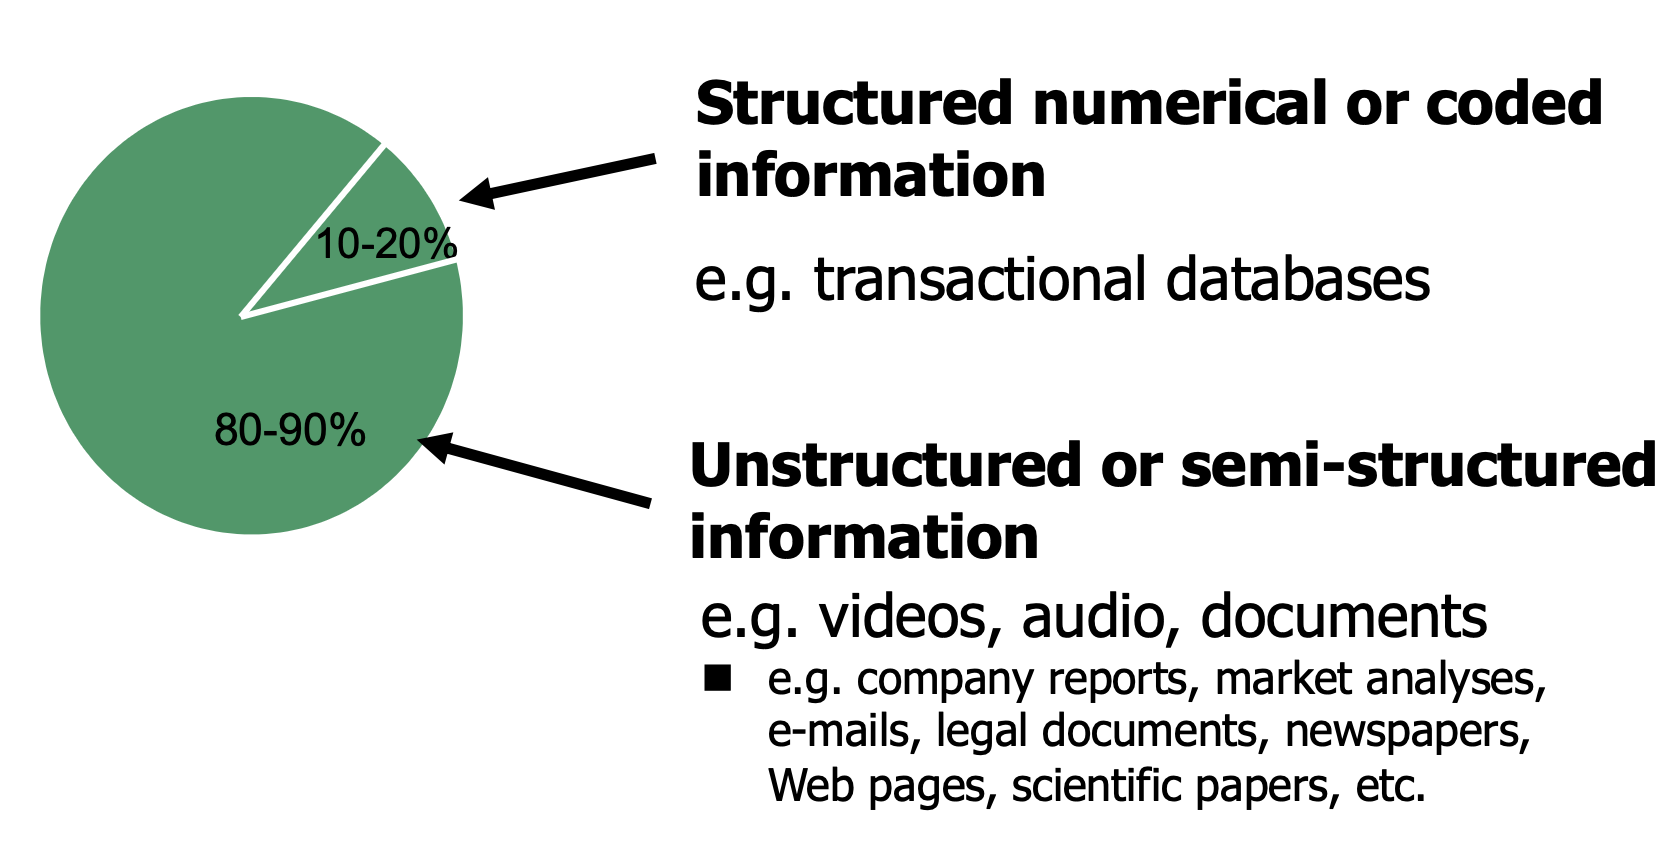 Structured numerical or coded
information
10-20%
e.g. transactional databases
80-90%
Unstructured or semi-structured
information
e.g. videos, audio, documents
■ e.g. company reports, market analyses,
e-mails, legal documents, newspapers,
Web pages, scientific papers, etc.